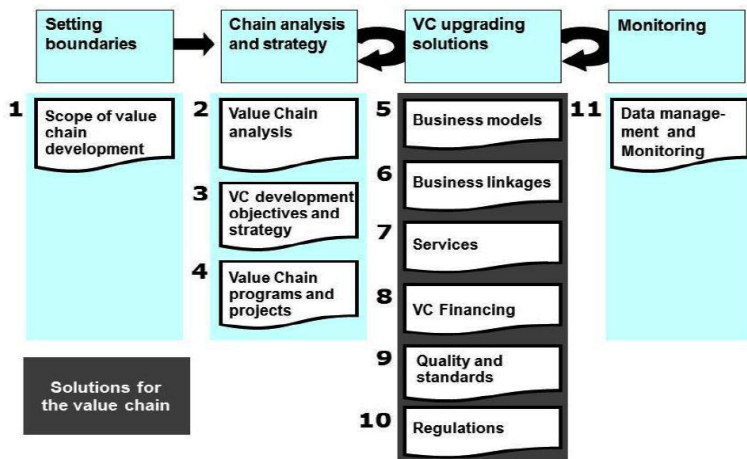 Setting
boundaries
Chain analysis
and strategy
VC upgrading
solutions
Monitoring
1
Scope of value
chain
development
2
Value Chain
analysis
3
VC development
objectives and
strategy
4
Value Chain
programs and
projects
5
Business models
6
Business linkages
7
Services
8
VC Financing
9
Quality and
standards
10
Regulations
11
Data manage-
ment and
Monitoring
Solutions for
the value chain